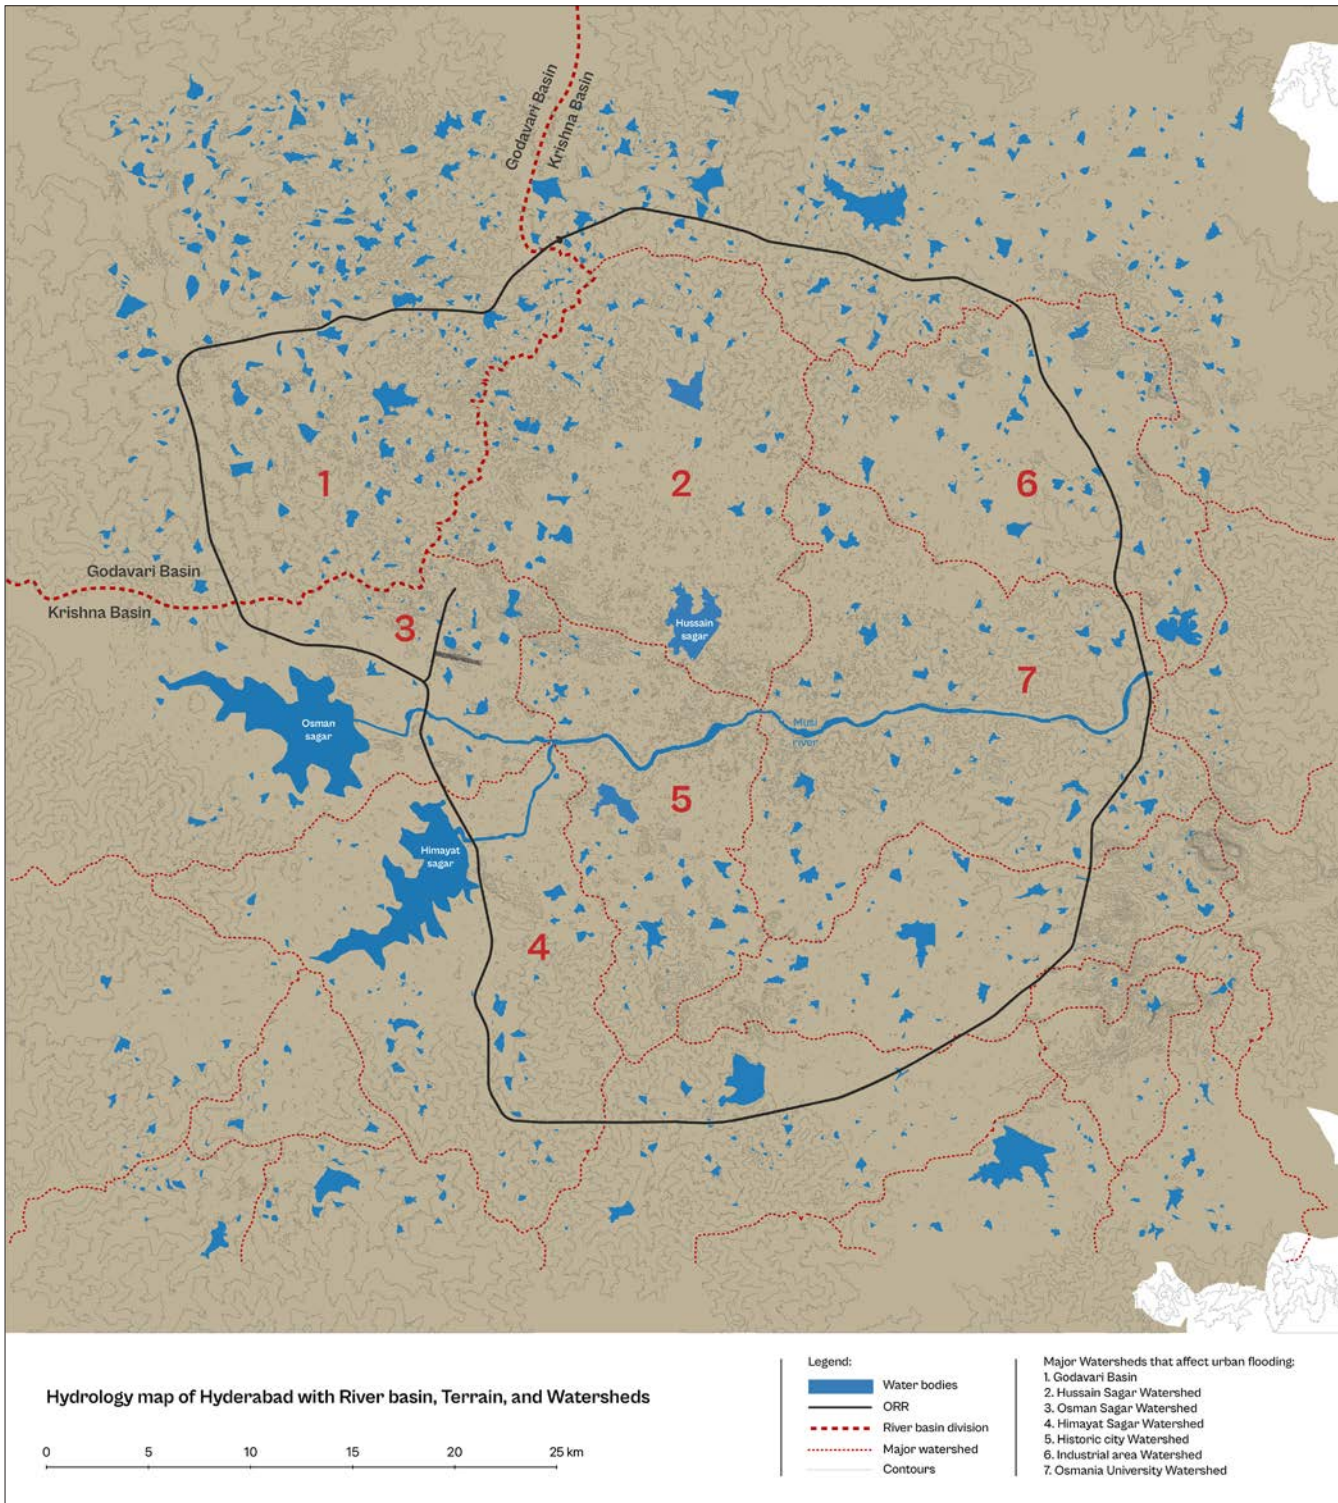 Godavari Basin
Krishna Basin
1
2
6
Godavari Basin
Krishna Basin
3
Hussain
sagar
7
Osman
sagar
Musi
river
5
Himayat
sagar
4
Hydrology map of Hyderabad with River basin, Terrain, and Watersheds
0 5 10 15 20 25 km
Legend:
Water bodies
ORR
River basin division
Major watershed
Contours
Major Watersheds that affect urban flooding:
1. Godavari Basin
2. Hussain Sagar Watershed
3. Osman Sagar Watershed
4. Himayat Sagar Watershed
5. Historic city Watershed
6. Industrial area Watershed
7. Osmania University Watershed